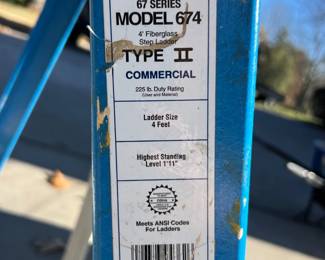 67 SERIES
MODEL 674
4' Fiberglass
Step Ladder
TYPE II
COMMERCIAL
225 lb. Duty Rating
(User and Material)
Ladder Size
4 Feet
Highest Standing
Level 1'11"
Meets ANSI Codes
For Ladders